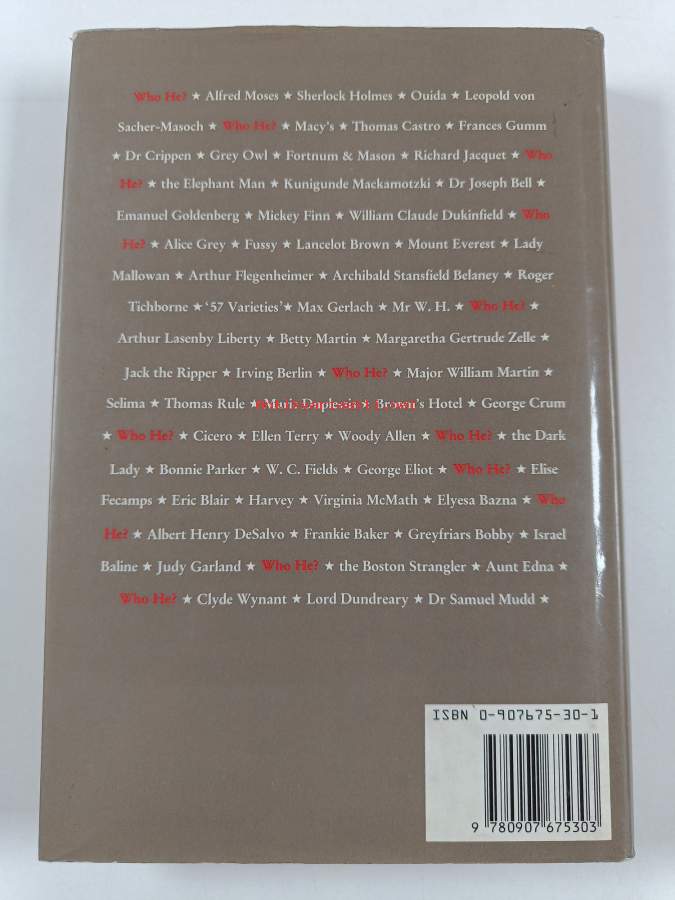 Who He? ★ Alfred Moses ★ Sherlock Holmes ★ Ouida ★ Leopold von
Sacher-Masoch ★ Who He? ★ Macy's ★ Thomas Castro ★ Frances Gumm
★ Dr Crippen ★ Grey Owl ★ Fortnum & Mason ★ Richard Jacquet ★ Who
He? ★ the Elephant Man ★ Kunigunde Mackamotzki ★ Dr Joseph Bell ★
Emanuel Goldenberg ★ Mickey Finn ★ William Claude Dukinfield ★ Who
He? ★ Alice Grey ★ Fussy ★ Lancelot Brown ★ Mount Everest ★ Lady
Mallowan ★ Arthur Flegenheimer ★ Archibald Stansfield Belaney ★ Roger
Tichborne ★ '57 Varieties' ★ Max Gerlach ★ Mr W. H. ★ Who He? ★
Arthur Lasenby Liberty ★ Betty Martin ★ Margaretha Gertrude Zelle ★
Jack the Ripper ★ Irving Berlin ★ Who He? ★ Major William Martin ★
Selima ★ Thomas Rule ★ Brown's Hotel ★ George Crum
★ Who He? ★ Cicero ★ Ellen Terry ★ Woody Allen ★ Who He? ★ the Dark
Lady ★ Bonnie Parker ★ W. C. Fields ★ George Eliot ★ Who He? ★ Elise
Fecamps ★ Eric Blair ★ Harvey ★ Virginia McMath ★ Elyesa Bazna ★ Who
He? ★ Albert Henry DeSalvo ★ Frankie Baker ★ Greyfriars Bobby ★ Israel
Baline ★ Judy Garland ★ Who He? ★ the Boston Strangler ★ Aunt Edna ★
Who He? ★ Clyde Wynant ★ Lord Dundreary ★ Dr Samuel Mudd ★
ISBN 0-907675-30-1
9 780907 675303